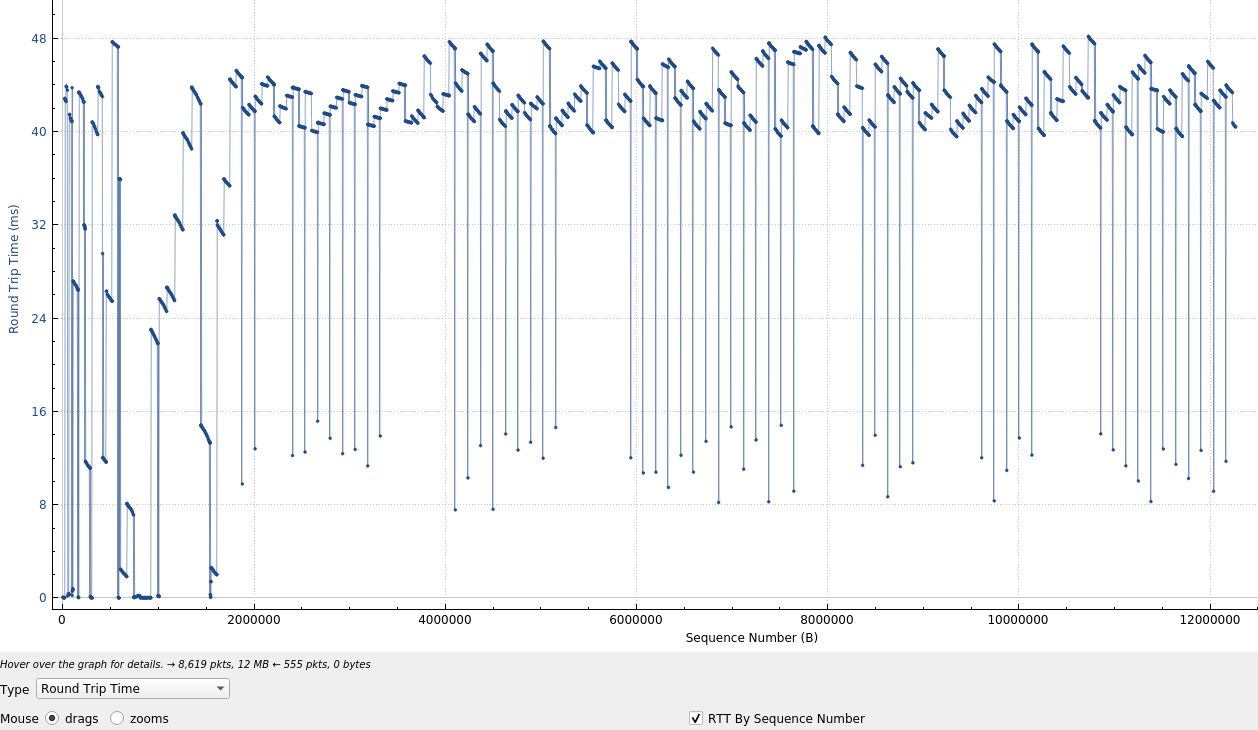 48
40
32
24
16
8
0
Round Trip Time (ms)
0 2000000 4000000 6000000 8000000 10000000 12000000
Sequence Number (B)
Hover over the graph for details. → 8,619 pkts, 12 MB ← 555 pkts, 0 bytes
Type Round Trip Time
Mouse drags zooms RTT By Sequence Number